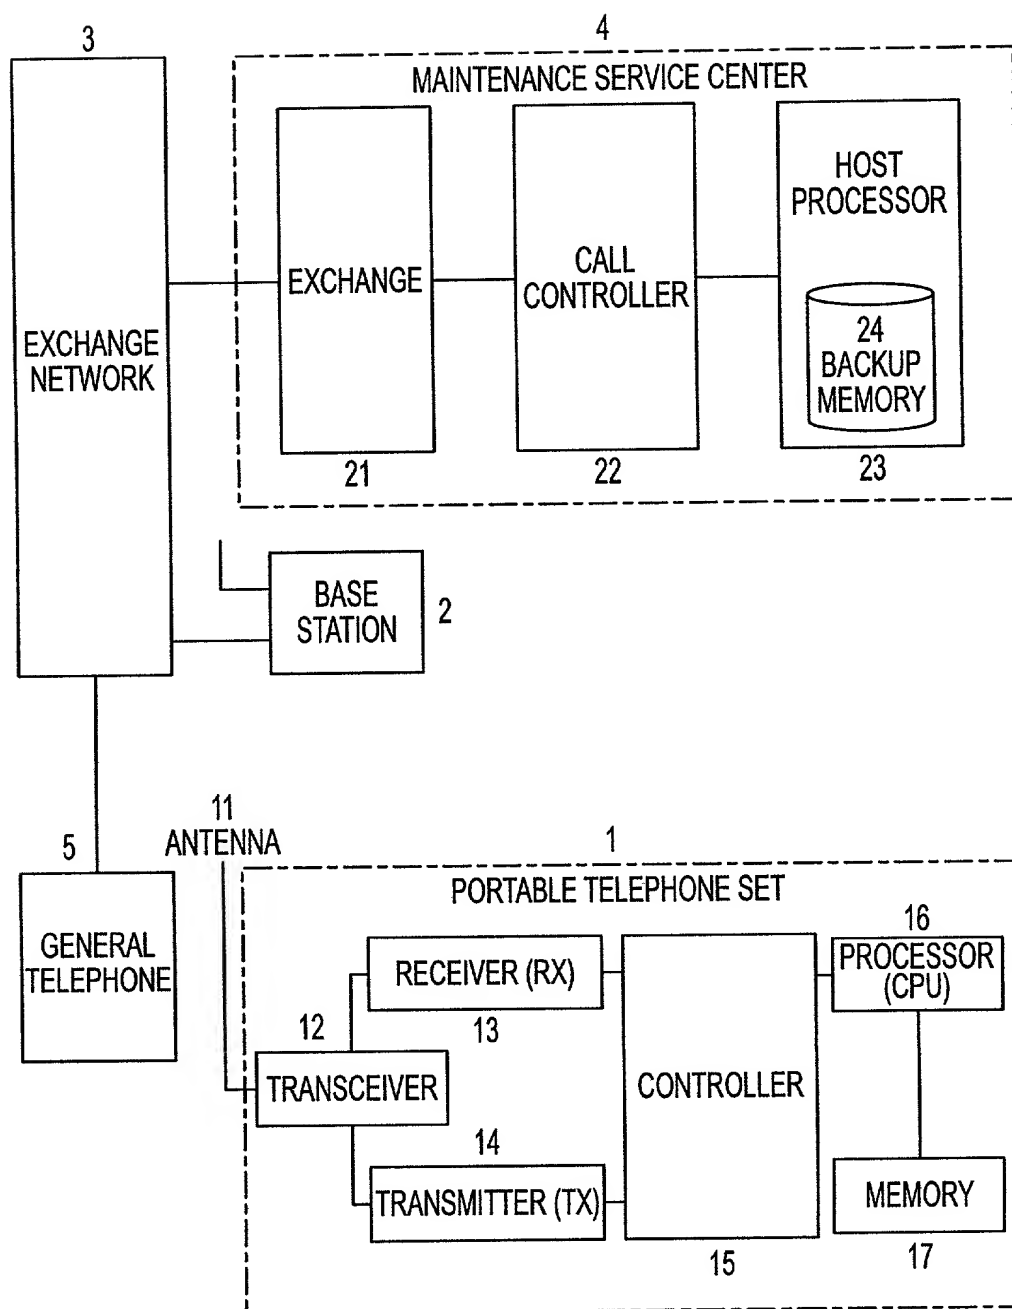 3
4
MAINTENANCE SERVICE CENTER
EXCHANGE
NETWORK
EXCHANGE
21
CALL
CONTROLLER
22
HOST
PROCESSOR
24
BACKUP
MEMORY
23
BASE
STATION
2
5
GENERAL
TELEPHONE
11
ANTENNA
1
PORTABLE TELEPHONE SET
12
TRANSCEIVER
RECEIVER (RX)
13
14
TRANSMITTER (TX)
CONTROLLER
15
16
PROCESSOR
(CPU)
MEMORY
17